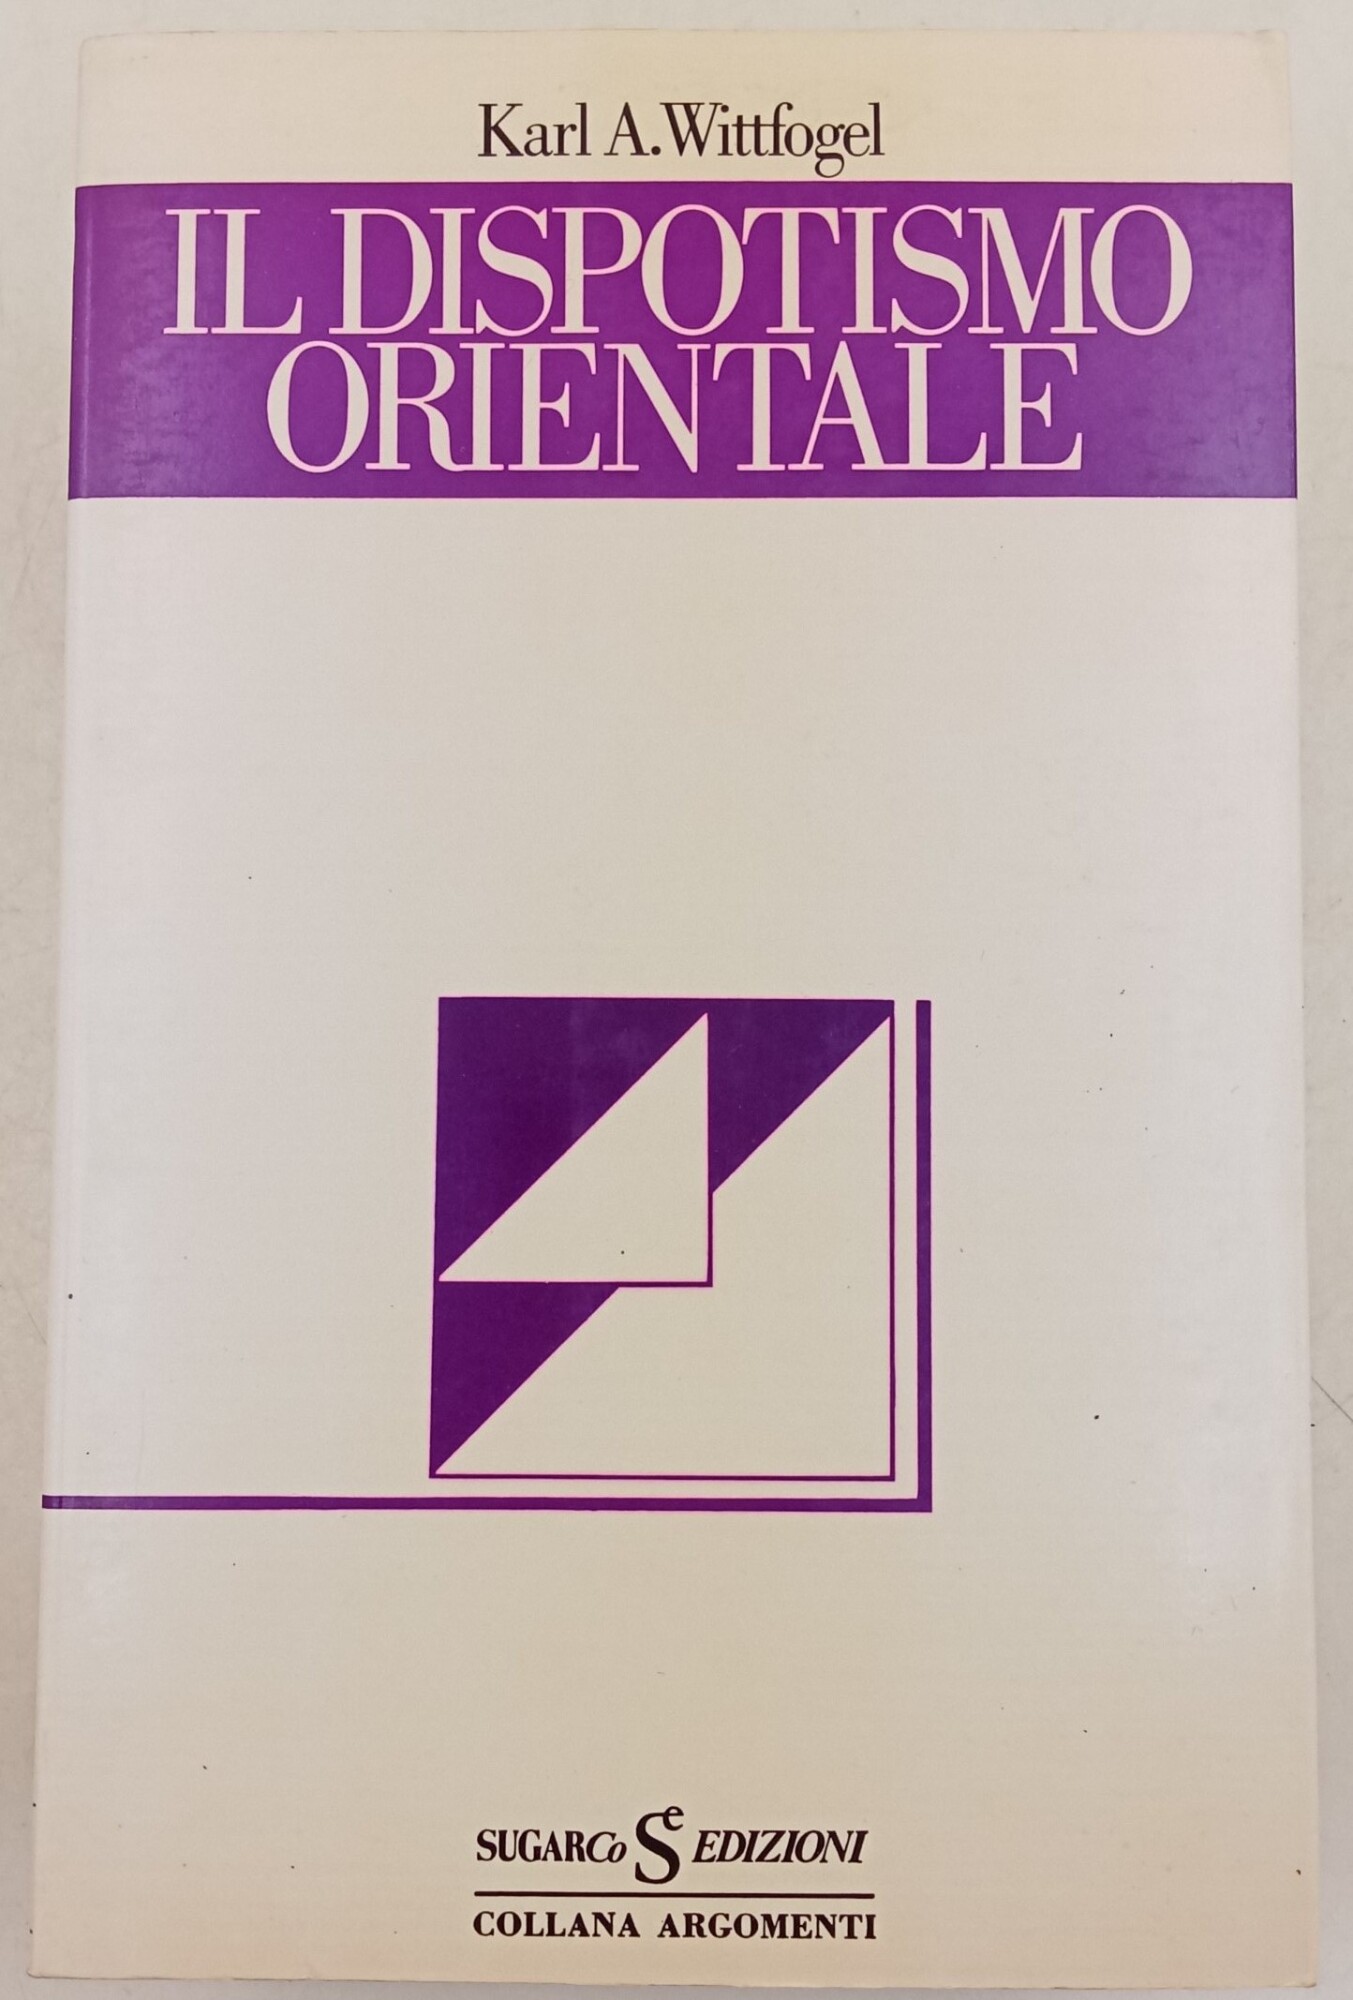 Karl A. Wittfogel
IL DISPOTISMO
ORIENTALE
SUGARCo Se EDIZIONI
COLLANA ARGOMENTI